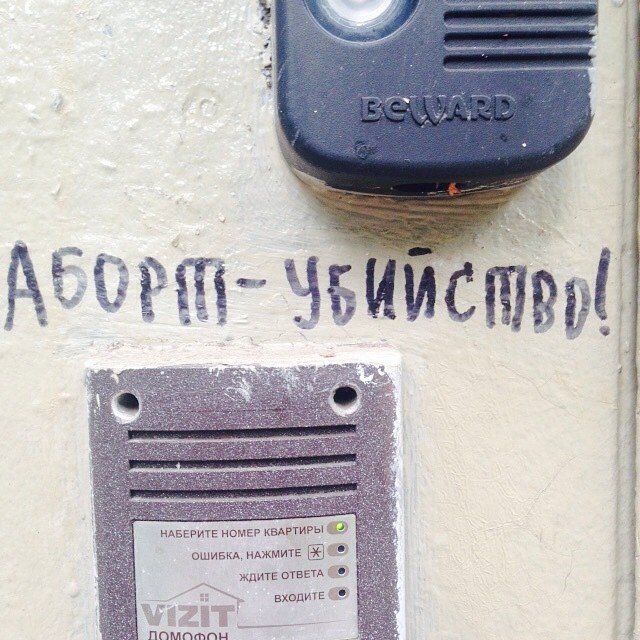 BEWARD
АБОРТ - УБИЙСТВО!
НАБЕРИТЕ НОМЕР КВАРТИРЫ
ОШИБКА, НАЖМИТЕ *
ЖДИТЕ ОТВЕТА
ВХОДИТЕ
VIZIT
ДОМОФОН